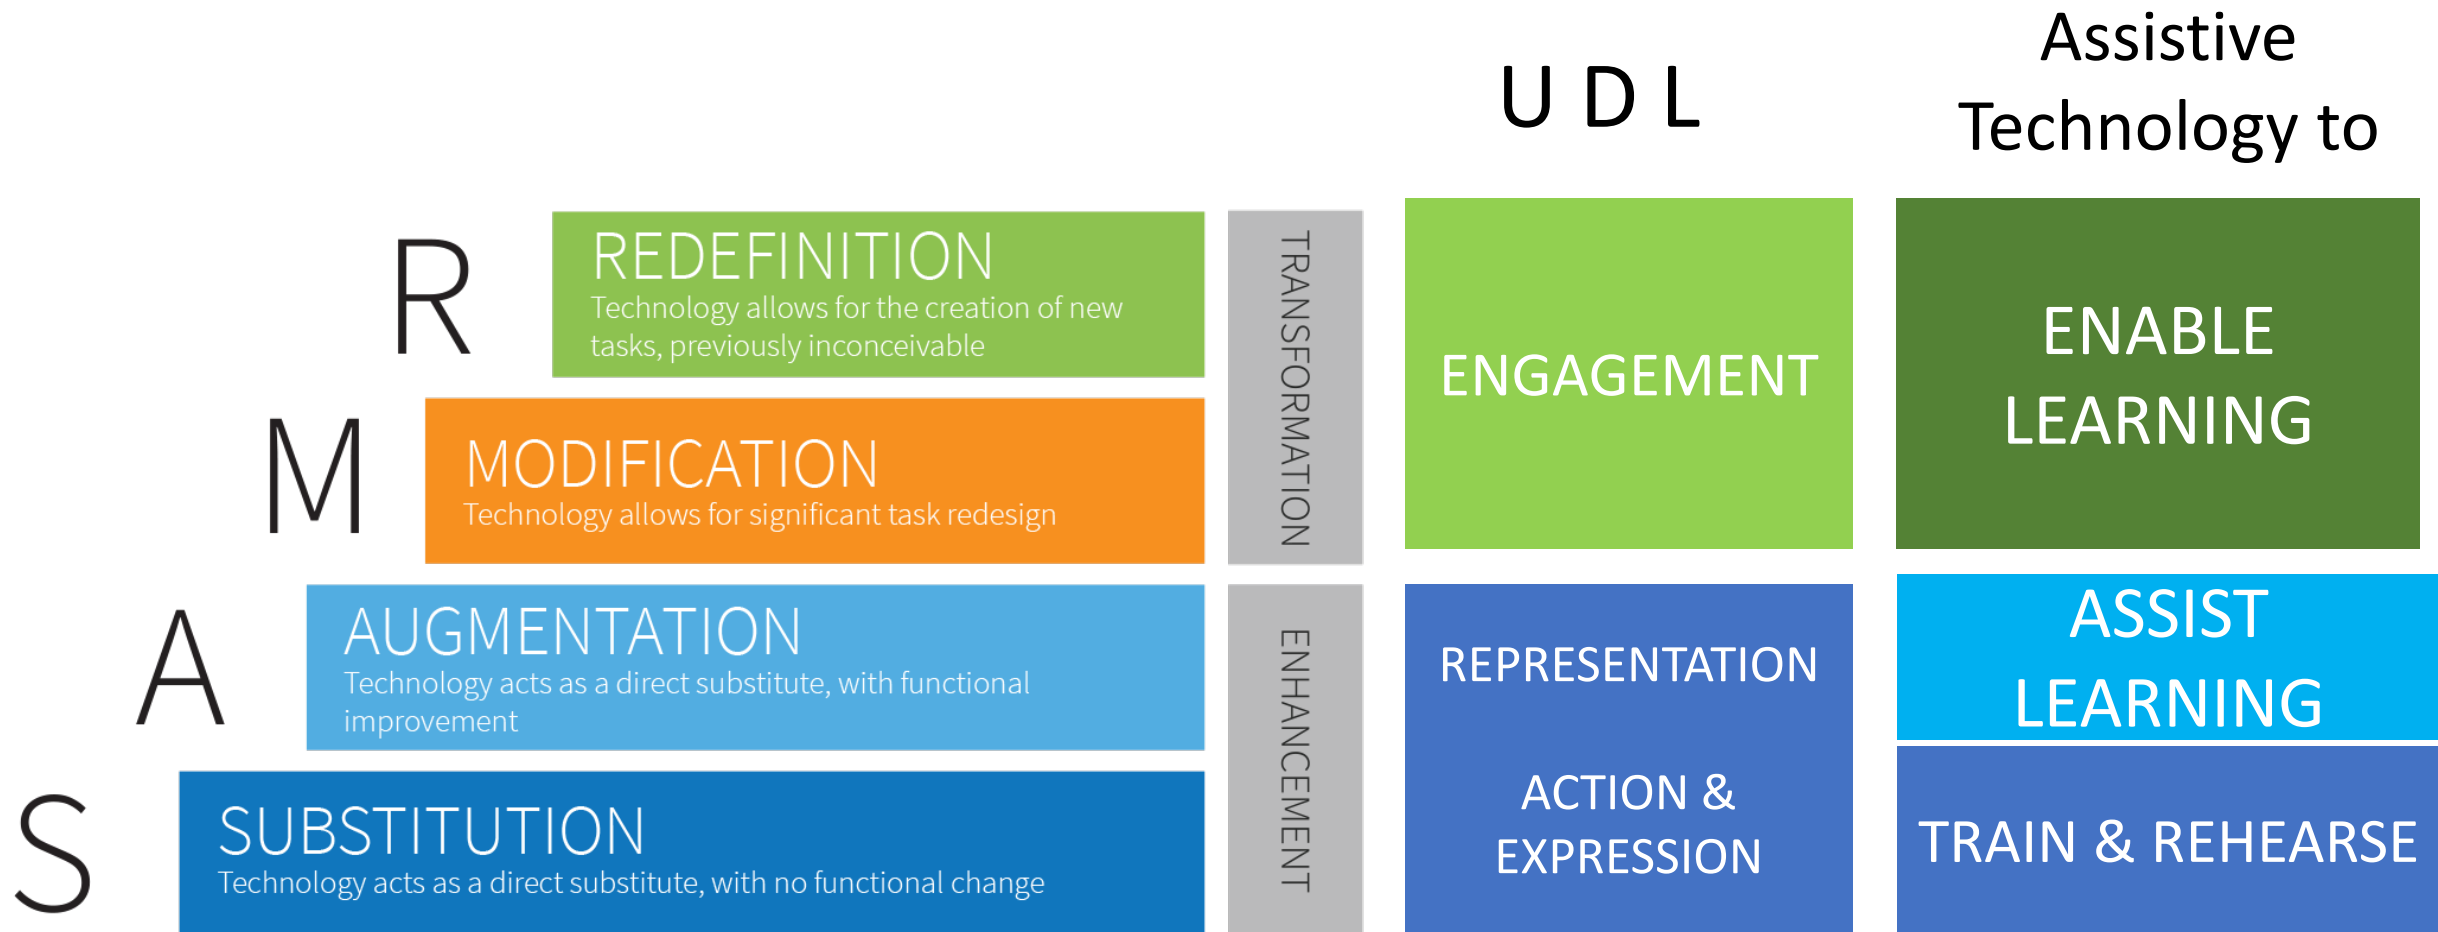 U D L
Assistive
Technology to
R
REDEFINITION
Technology allows for the creation of new
tasks, previously inconceivable
M
MODIFICATION
Technology allows for significant task redesign
TRANSFORMATION
ENGAGEMENT
ENABLE
LEARNING
A
AUGMENTATION
Technology acts as a direct substitute, with functional
improvement
S
SUBSTITUTION
Technology acts as a direct substitute, with no functional change
ENHANCEMENT
REPRESENTATION
ACTION &
EXPRESSION
ASSIST
LEARNING
TRAIN & REHEARSE